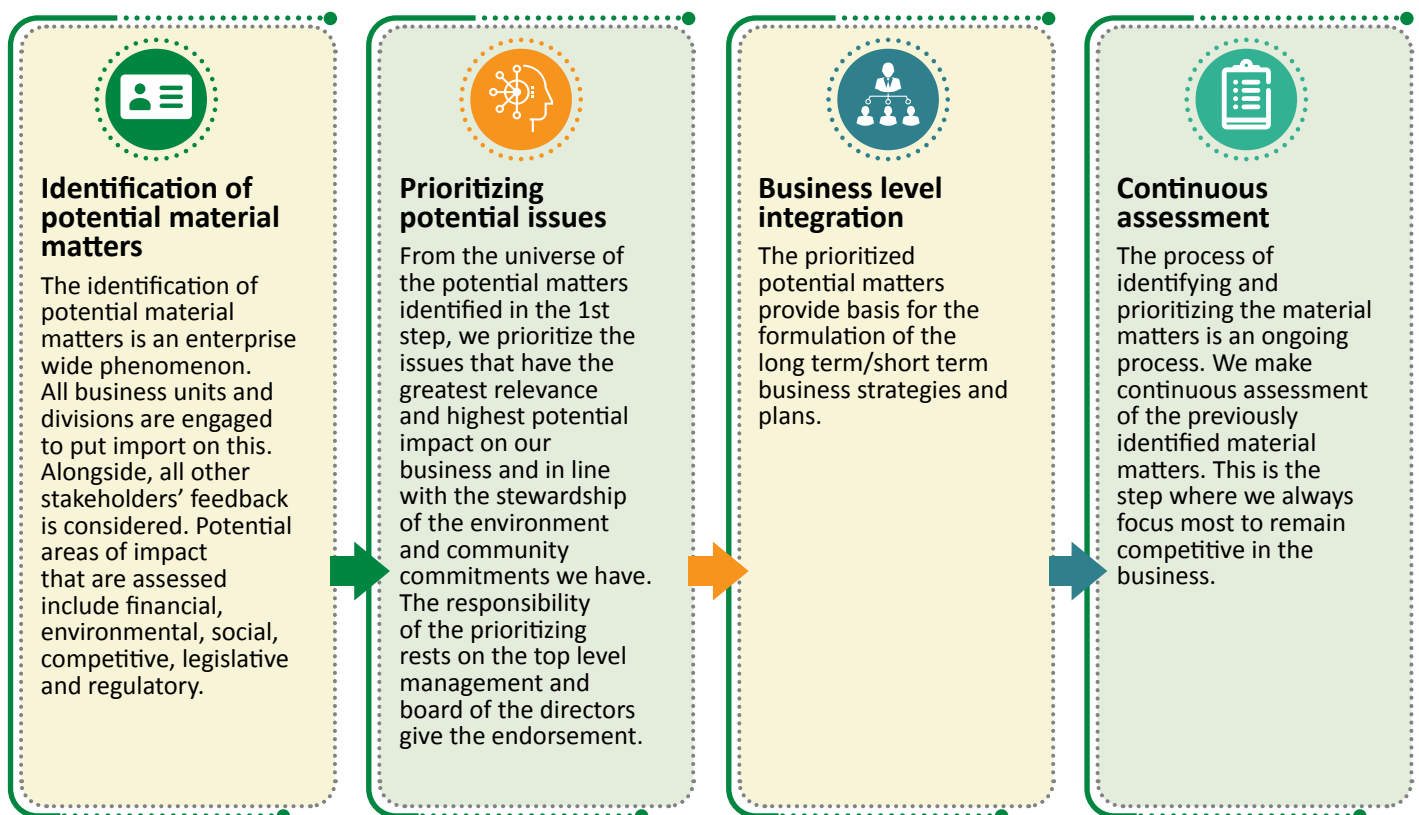 Identification of
potential material
matters
The identification of
potential material
matters is an enterprise
wide phenomenon.
All business units and
divisions are engaged
to put import on this.
Alongside, all other
stakeholders’ feedback
is considered. Potential
areas of impact
that are assessed
include financial,
environmental, social,
competitive, legislative
and regulatory.
Prioritizing
potential issues
From the universe of
the potential matters
identified in the 1st
step, we prioritize the
issues that have the
greatest relevance
and highest potential
impact on our
business and in line
with the stewardship
of the environment
and community
commitments we have.
The responsibility
of the prioritizing
rests on the top level
management and
board of the directors
give the endorsement.
Business level
integration
The prioritized
potential matters
provide basis for the
formulation of the
long term/short term
business strategies and
plans.
Continuous
assessment
The process of
identifying and
prioritizing the material
matters is an ongoing
process. We make
continuous assessment
of the previously
identified material
matters. This is the
step where we always
focus most to remain
competitive in the
business.